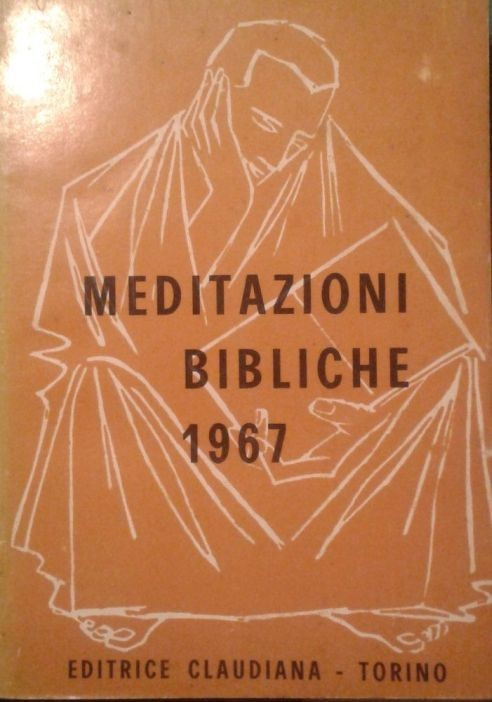 MEDITAZIONI
BIBLICHE
1967
EDITRICE CLAUDIANA - TORINO